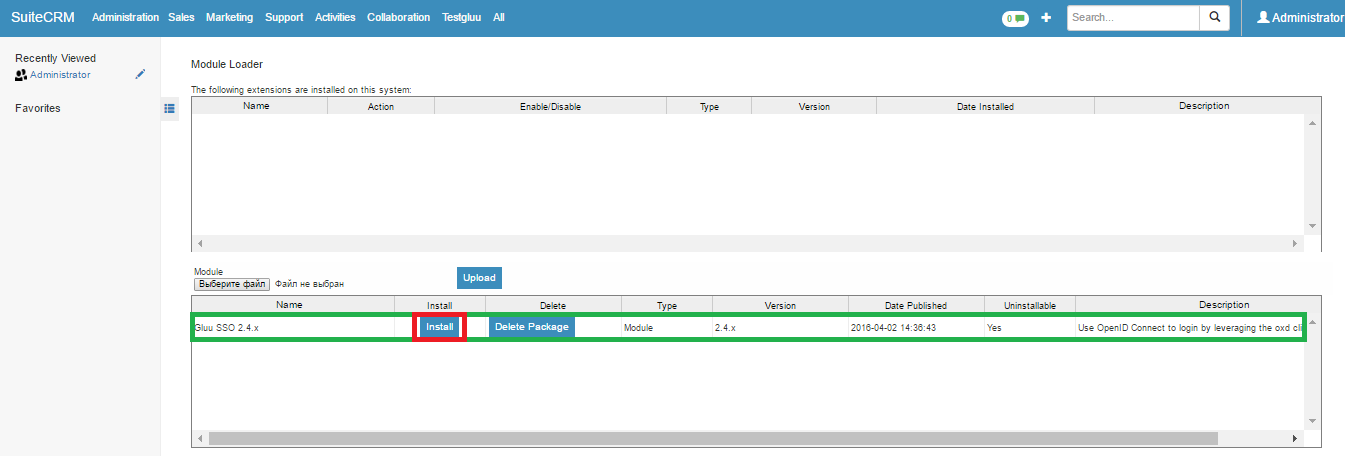 SuiteCRM Administration Sales Marketing Support Activities Collaboration Testgluu All 0 Search... Administrator
Recently Viewed
Administrator
Favorites
Module Loader
The following extensions are installed on this system:
Name Action Enable/Disable Type Version Date Installed Description
Module
Выберите файл Файл не выбран Upload
Name Install Delete Type Version Date Published Uninstallable Description
Gluu SSO 2.4.x Install Delete Package Module 2.4.x 2016-04-02 14:36:43 Yes Use OpenID Connect to login by leveraging the oxd cli